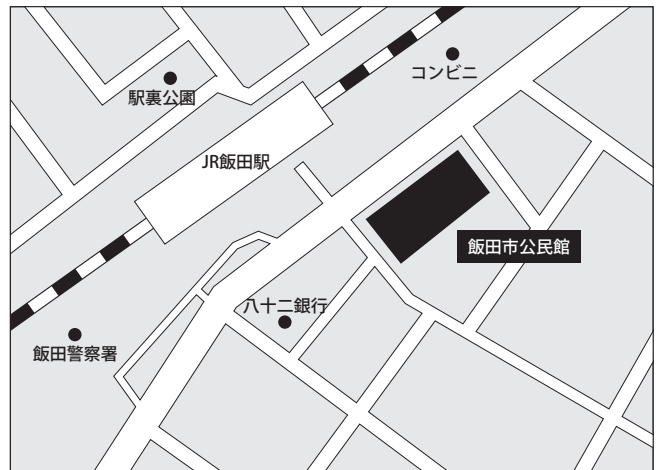 コンビニ
駅裏公園
JR飯田駅
飯田市公民館
八十二銀行
飯田警察署